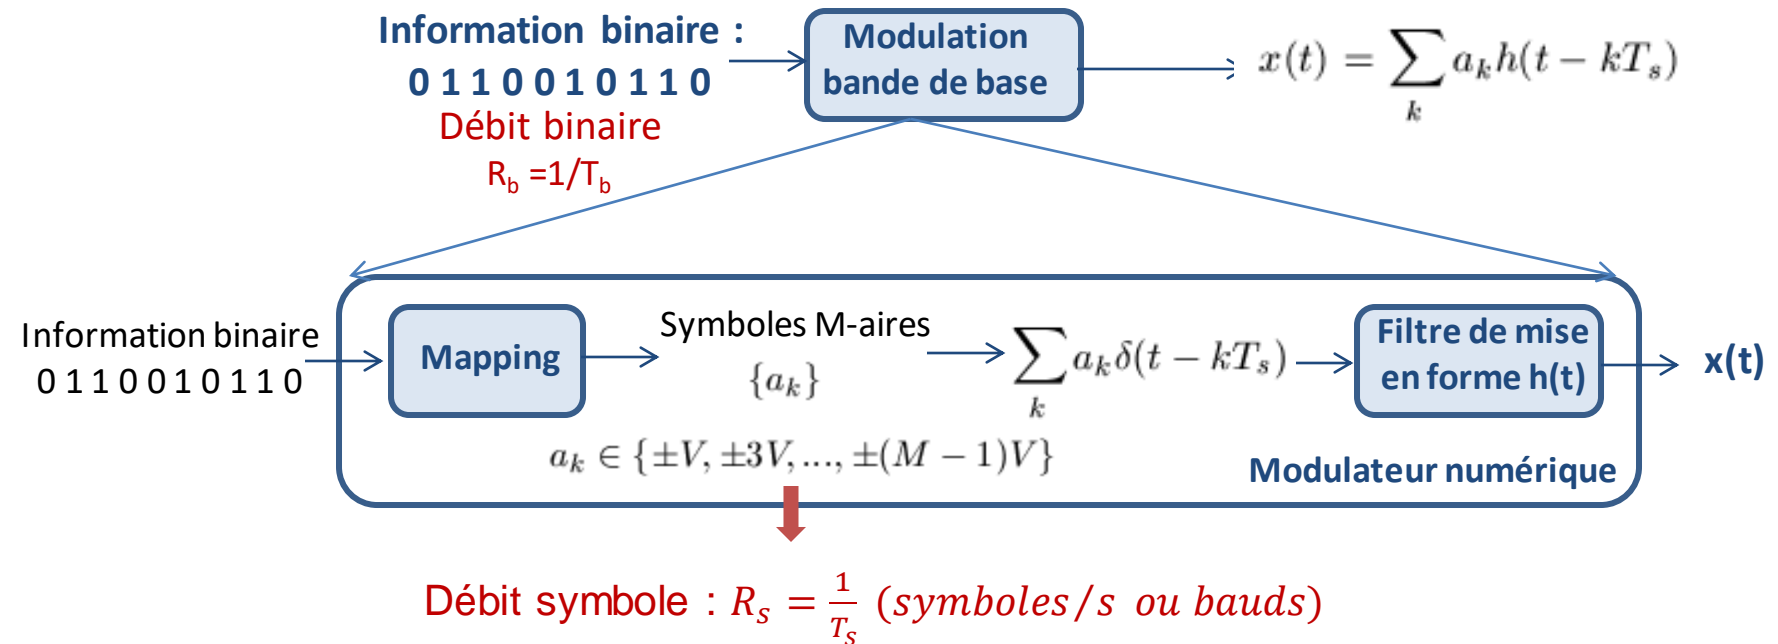 Information binaire :
0 1 1 0 0 1 0 1 1 0
Débit binaire
R_b =1/T_b
Modulation
bande de base
x(t) = \sum_k a_k h(t − kT_s)
Information binaire
0 1 1 0 0 1 0 1 1 0
Mapping
Symboles M-aires
{a_k}
a_k ∈ {±V, ±3V, ..., ±(M − 1)V}
\sum_k a_k δ(t − kT_s)
Filtre de mise
en forme h(t)
x(t)
Modulateur numérique
Débit symbole : R_s = \frac{1}{T_s} (symboles/s ou bauds)